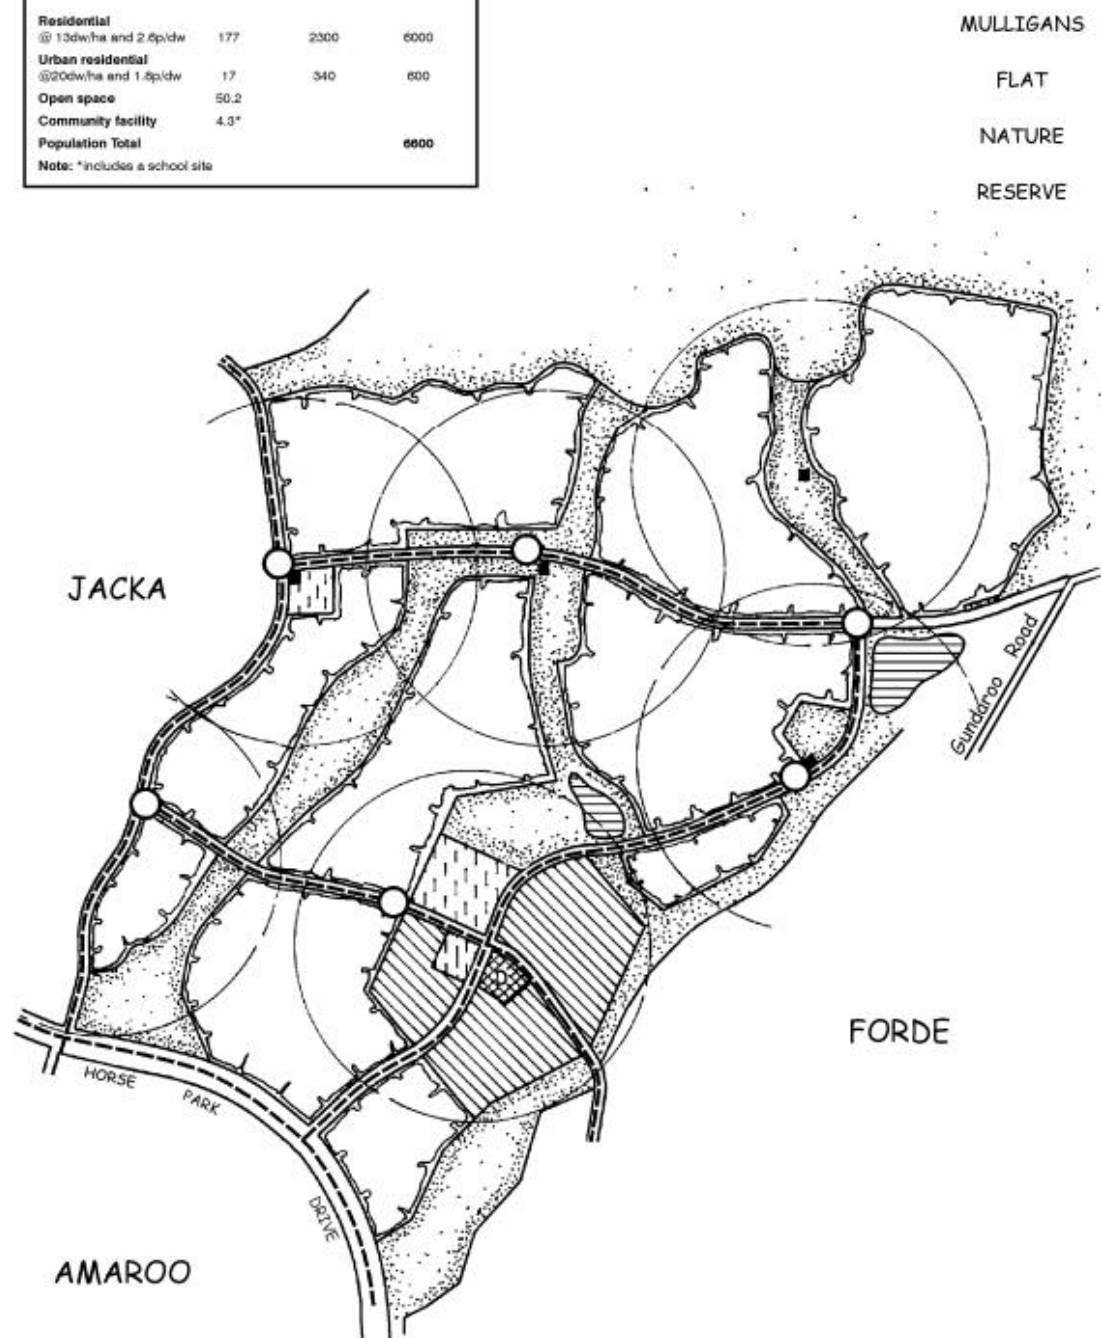 Residential
@ 13dw/ha and 2.6p/dw 177 2300 6000
Urban residential
@20dw/ha and 1.8p/dw 17 340 600
Open space 50.2
Community facility 4.3*
Population Total 6600
Note: *includes a school site
MULLIGANS
FLAT
NATURE
RESERVE
JACKA
Gundaroo Road
D
FORDE
HORSE
PARK
DRIVE
AMAROO